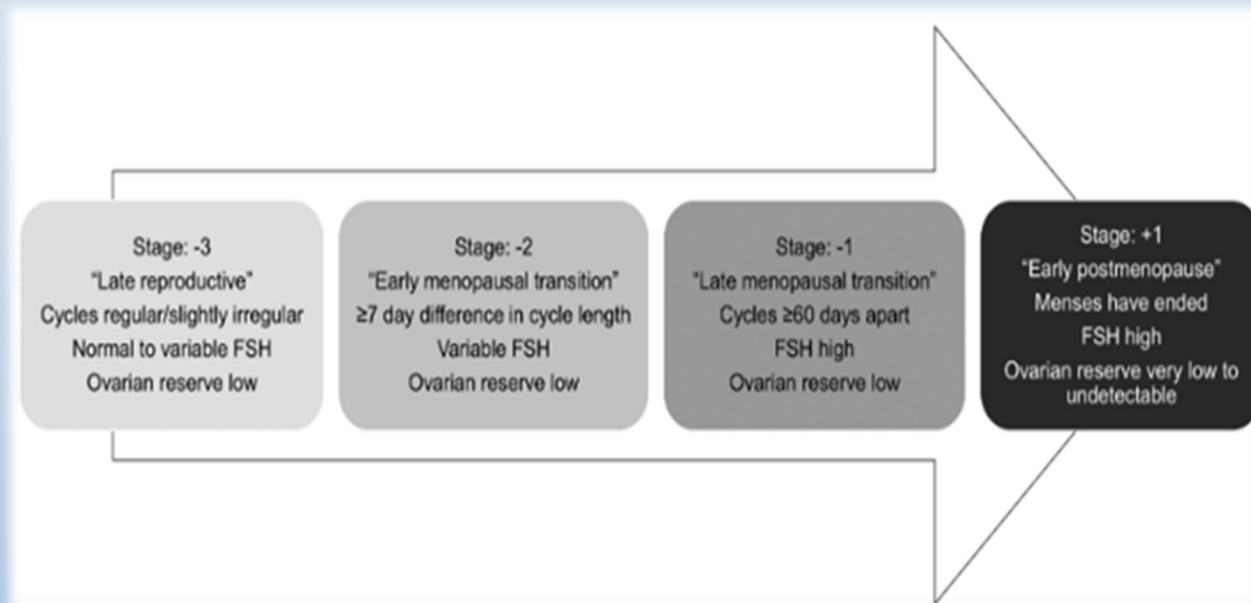 Stage: -3
"Late reproductive"
Cycles regular/slightly irregular
Normal to variable FSH
Ovarian reserve low
Stage: -2
"Early menopausal transition"
≥7 day difference in cycle length
Variable FSH
Ovarian reserve low
Stage: -1
"Late menopausal transition"
Cycles ≥60 days apart
FSH high
Ovarian reserve low
Stage: +1
"Early postmenopause"
Menses have ended
FSH high
Ovarian reserve very low to
undetectable